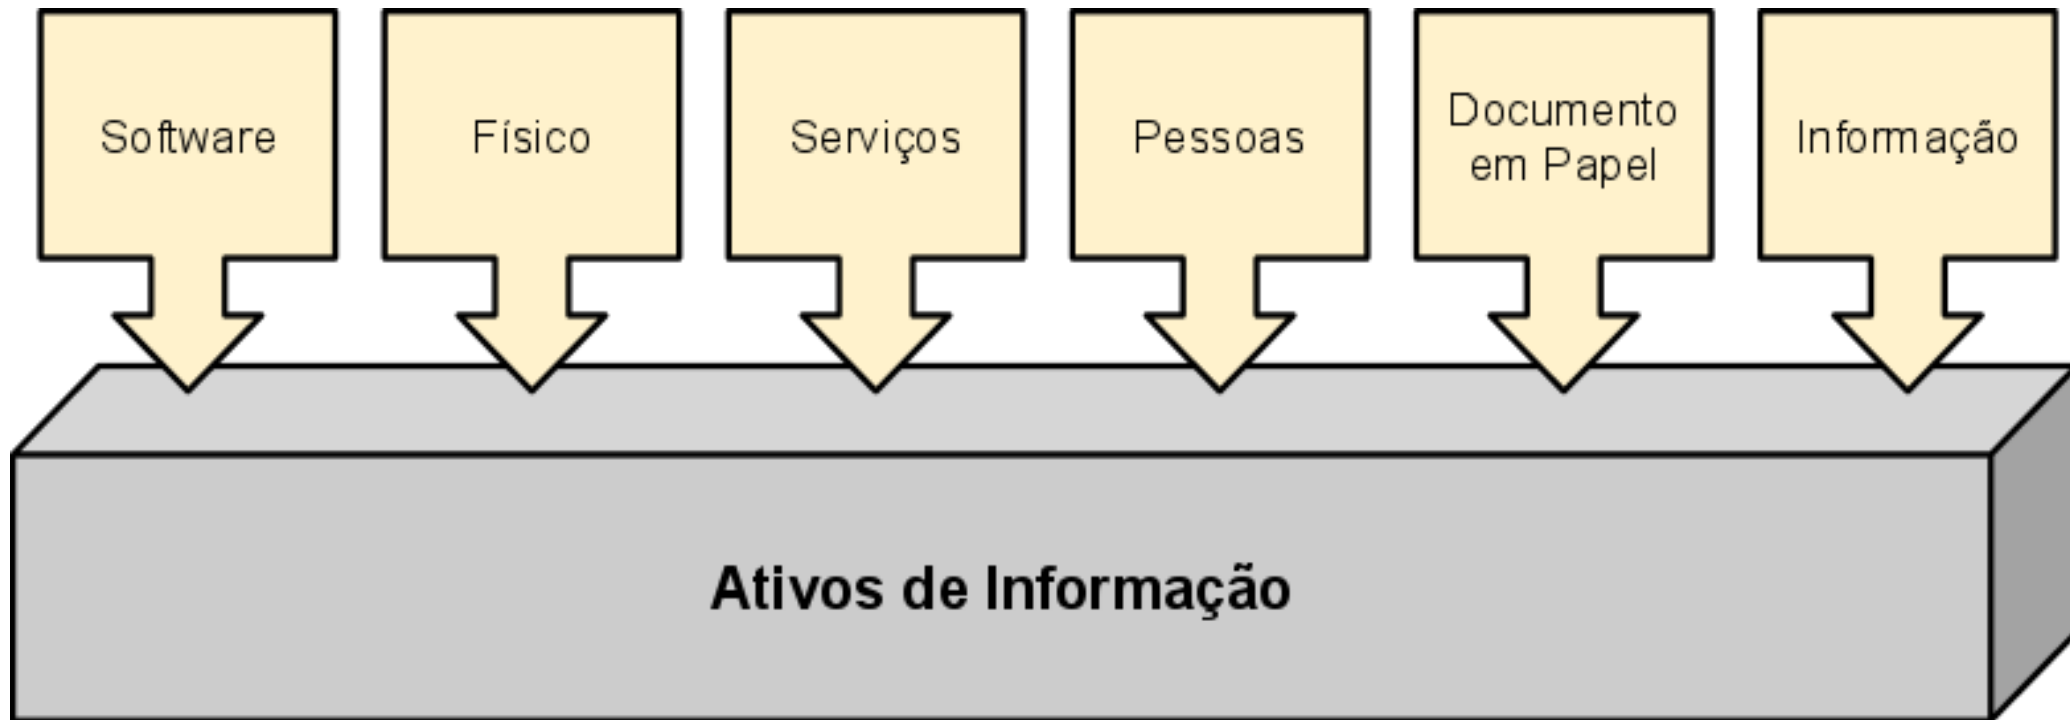 Software
Físico
Serviços
Pessoas
Documento
em Papel
Informação
Ativos de Informação